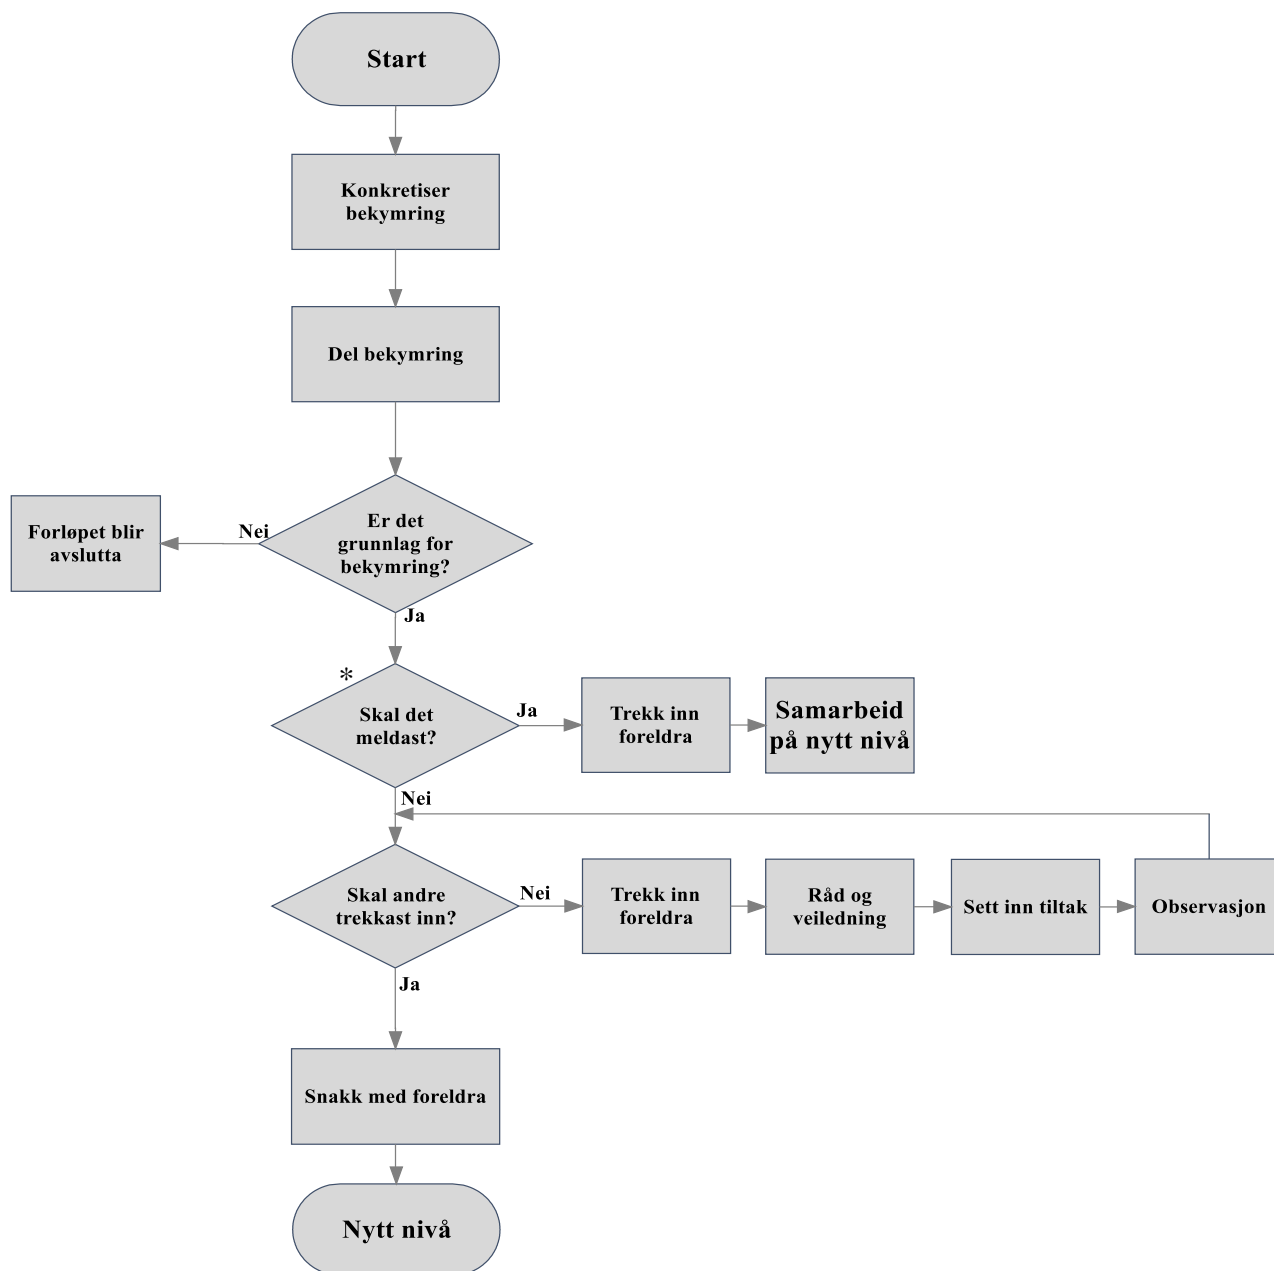 Start
Konkretiser
bekymring
Del bekymring
Er det
grunnlag for
bekymring?
Nei
Forløpet blir
avslutta
Ja
*
Skal det
meldast?
Ja
Trekk inn
foreldra
Samarbeid
på nytt nivå
Nei
Skal andre
trekkast inn?
Nei
Trekk inn
foreldra
Råd og
veiledning
Sett inn tiltak
Observasjon
Ja
Snakk med foreldra
Nytt nivå